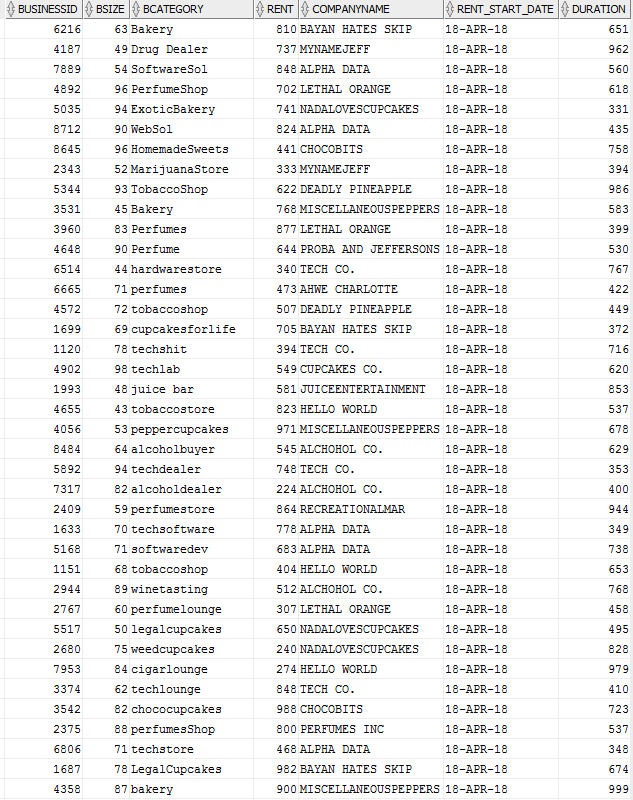 BUSINESSID BSIZE BCATEGORY RENT COMPANYNAME RENT_START_DATE DURATION
6216 63 Bakery 810 BAYAN HATES SKIP 18-APR-18 651
4187 49 Drug Dealer 737 MYNAMEJEFF 18-APR-18 962
7889 54 SoftwareSol 848 ALPHA DATA 18-APR-18 560
4892 96 PerfumeShop 702 LETHAL ORANGE 18-APR-18 618
5035 94 ExoticBakery 741 NADALOVESCUPCAKES 18-APR-18 331
8712 90 WebSol 824 ALPHA DATA 18-APR-18 435
8645 96 HomemadeSweets 441 CHOCOBITS 18-APR-18 758
2343 52 MarijuanaStore 333 MYNAMEJEFF 18-APR-18 394
5344 93 TobaccoShop 622 DEADLY PINEAPPLE 18-APR-18 986
3531 45 Bakery 768 MISCELLANEOUSPEPPERS 18-APR-18 583
3960 83 Perfumes 877 LETHAL ORANGE 18-APR-18 399
4648 90 Perfume 644 PROBA AND JEFFERSONS 18-APR-18 530
6514 44 hardwarestore 340 TECH CO. 18-APR-18 767
6665 71 perfumes 473 AHWE CHARLOTTE 18-APR-18 422
4572 72 tobaccoshop 507 DEADLY PINEAPPLE 18-APR-18 449
1699 69 cupcakesforlife 705 BAYAN HATES SKIP 18-APR-18 372
1120 78 techshit 394 TECH CO. 18-APR-18 716
4902 98 techlab 549 CUPCAKES CO. 18-APR-18 620
1993 48 juice bar 581 JUICEENTERTAINMENT 18-APR-18 853
4655 43 tobaccostore 823 HELLO WORLD 18-APR-18 537
4056 53 peppercupcakes 971 MISCELLANEOUSPEPPERS 18-APR-18 678
8484 64 alcoholbuyer 545 ALCHOHOL CO. 18-APR-18 629
5892 94 techdealer 748 TECH CO. 18-APR-18 353
7317 82 alcoholdealer 224 ALCHOHOL CO. 18-APR-18 400
2409 59 perfumestore 864 RECREATIONALMAR 18-APR-18 944
1633 70 techsoftware 778 ALPHA DATA 18-APR-18 349
5168 71 softwaredev 683 ALPHA DATA 18-APR-18 738
1151 68 tobaccoshop 404 HELLO WORLD 18-APR-18 653
2944 89 winetasting 512 ALCHOHOL CO. 18-APR-18 768
2767 60 perfumelounge 307 LETHAL ORANGE 18-APR-18 458
5517 50 legalcupcakes 650 NADALOVESCUPCAKES 18-APR-18 495
2680 75 weedcupcakes 240 NADALOVESCUPCAKES 18-APR-18 828
7953 84 cigarlounge 274 HELLO WORLD 18-APR-18 979
3374 62 techlounge 848 TECH CO. 18-APR-18 410
3542 82 chococupcakes 988 CHOCOBITS 18-APR-18 723
2375 88 perfumesShop 800 PERFUMES INC 18-APR-18 537
6806 71 techstore 468 ALPHA DATA 18-APR-18 348
1687 78 LegalCupcakes 982 BAYAN HATES SKIP 18-APR-18 674
4358 87 bakery 900 MISCELLANEOUSPEPPERS 18-APR-18 999